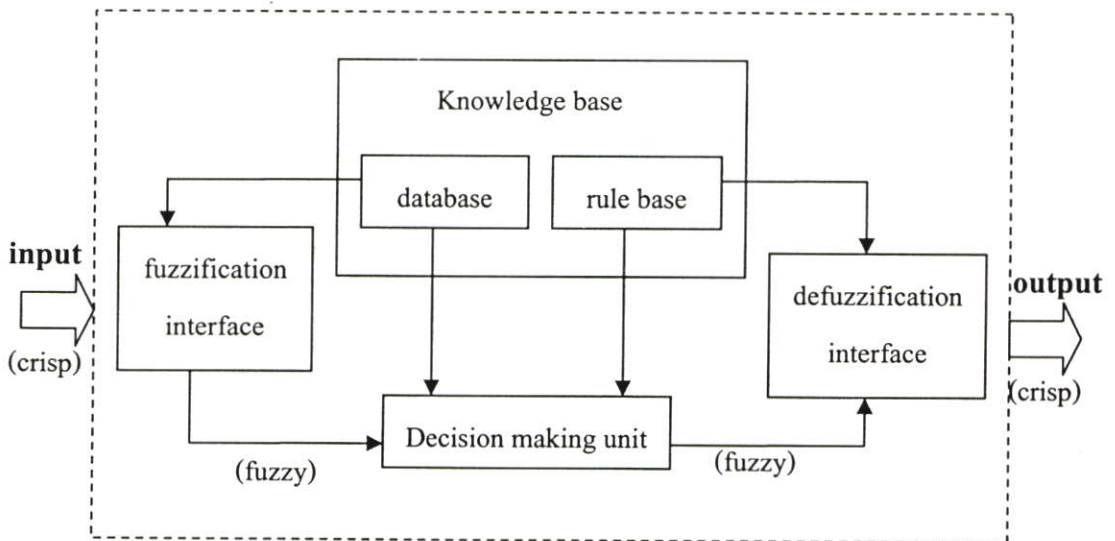 Knowledge base
database
rule base
input
(crisp)
fuzzification
interface
defuzzification
interface
output
(crisp)
Decision making unit
(fuzzy)
(fuzzy)